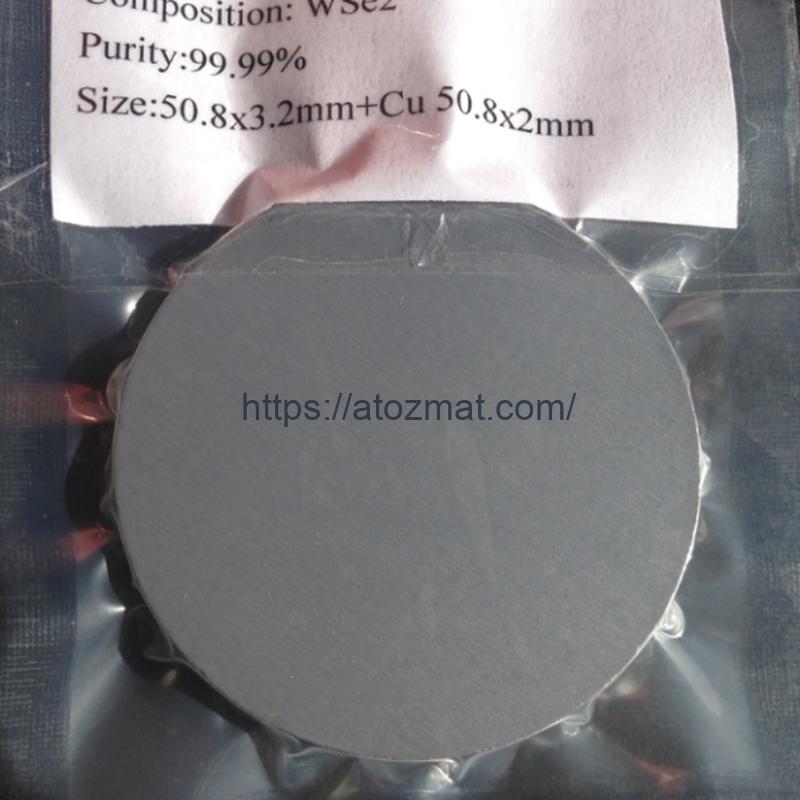 Composition: WSe2
Purity:99.99%
Size:50.8x3.2mm+Cu 50.8x2mm
https://atozmat.com/